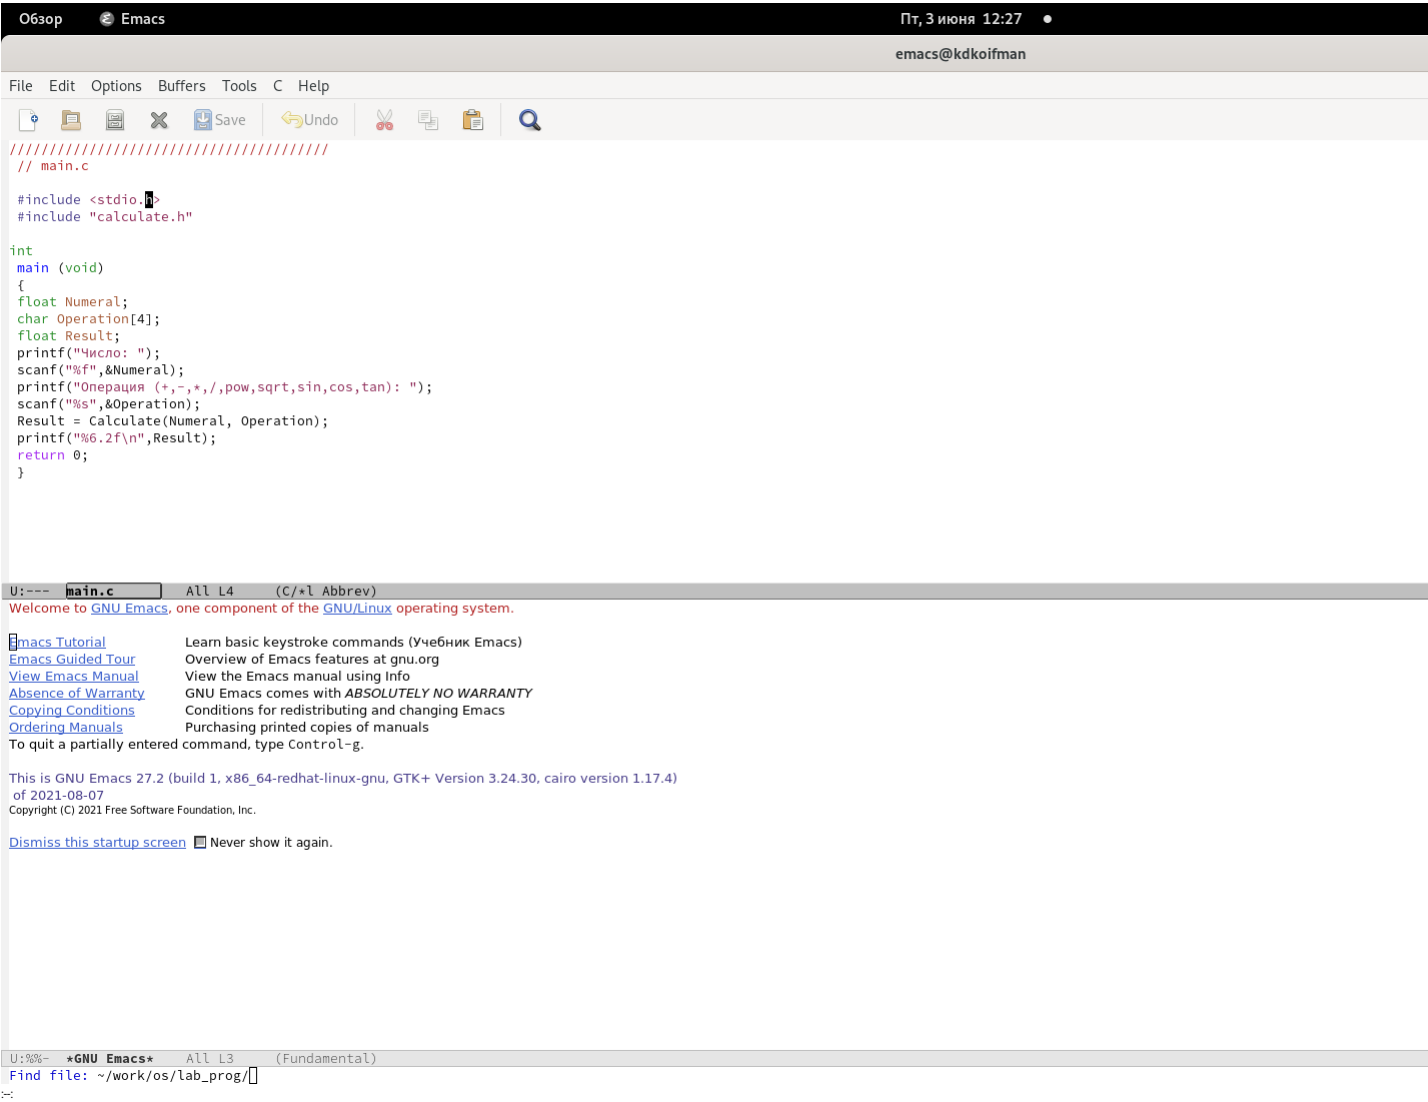 Обзор Emacs Пт, 3 июня 12:27
emacs@kdkoifman
File Edit Options Buffers Tools C Help
Save Undo
////////////////////////////////////////
// main.c
#include <stdio.h>
#include "calculate.h"
int
main (void)
{
float Numeral;
char Operation[4];
float Result;
printf("Число: ");
scanf("%f",&Numeral);
printf("Операция (+,-,*,/,pow,sqrt,sin,cos,tan): ");
scanf("%s",&Operation);
Result = Calculate(Numeral, Operation);
printf("%6.2f\n",Result);
return 0;
}
U:--- main.c All L4 (C/*l Abbrev)
Welcome to GNU Emacs, one component of the GNU/Linux operating system.
Emacs Tutorial Learn basic keystroke commands (Учебник Emacs)
Emacs Guided Tour Overview of Emacs features at gnu.org
View Emacs Manual View the Emacs manual using Info
Absence of Warranty GNU Emacs comes with ABSOLUTELY NO WARRANTY
Copying Conditions Conditions for redistributing and changing Emacs
Ordering Manuals Purchasing printed copies of manuals
To quit a partially entered command, type Control-g.
This is GNU Emacs 27.2 (build 1, x86_64-redhat-linux-gnu, GTK+ Version 3.24.30, cairo version 1.17.4)
of 2021-08-07
Copyright (C) 2021 Free Software Foundation, Inc.
Dismiss this startup screen Never show it again.
U:%%- *GNU Emacs* All L3 (Fundamental)
Find file: ~/work/os/lab_prog/